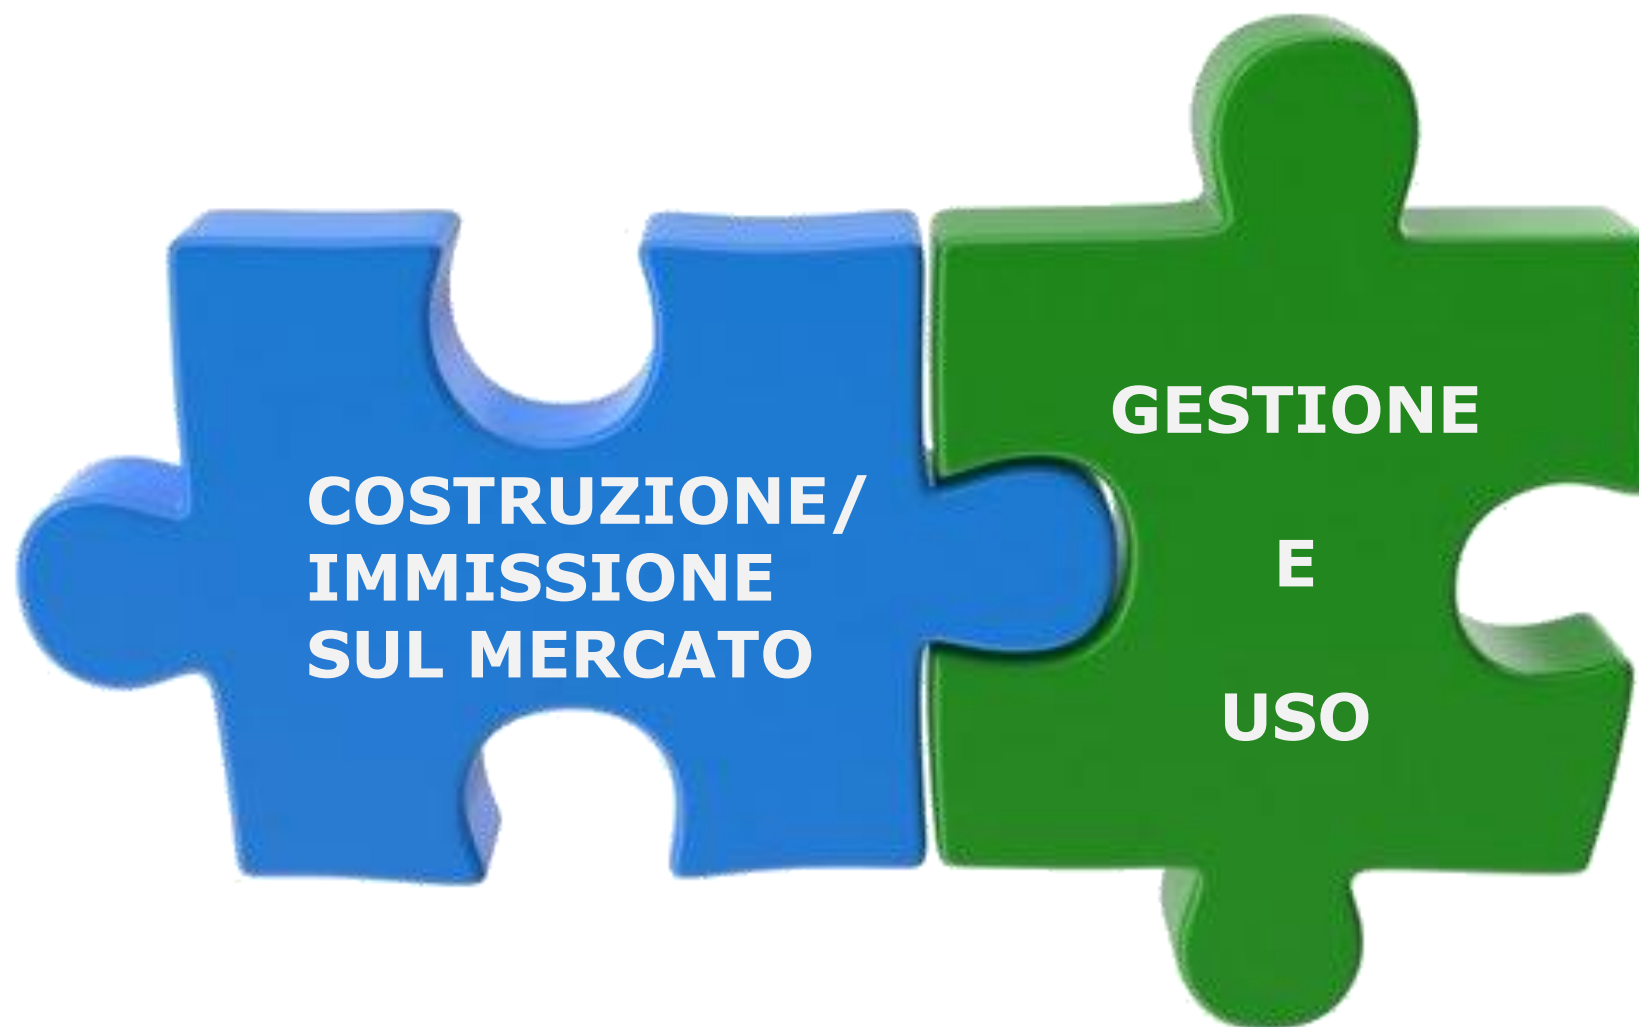 COSTRUZIONE/
IMMISSIONE
SUL MERCATO
GESTIONE
E
USO